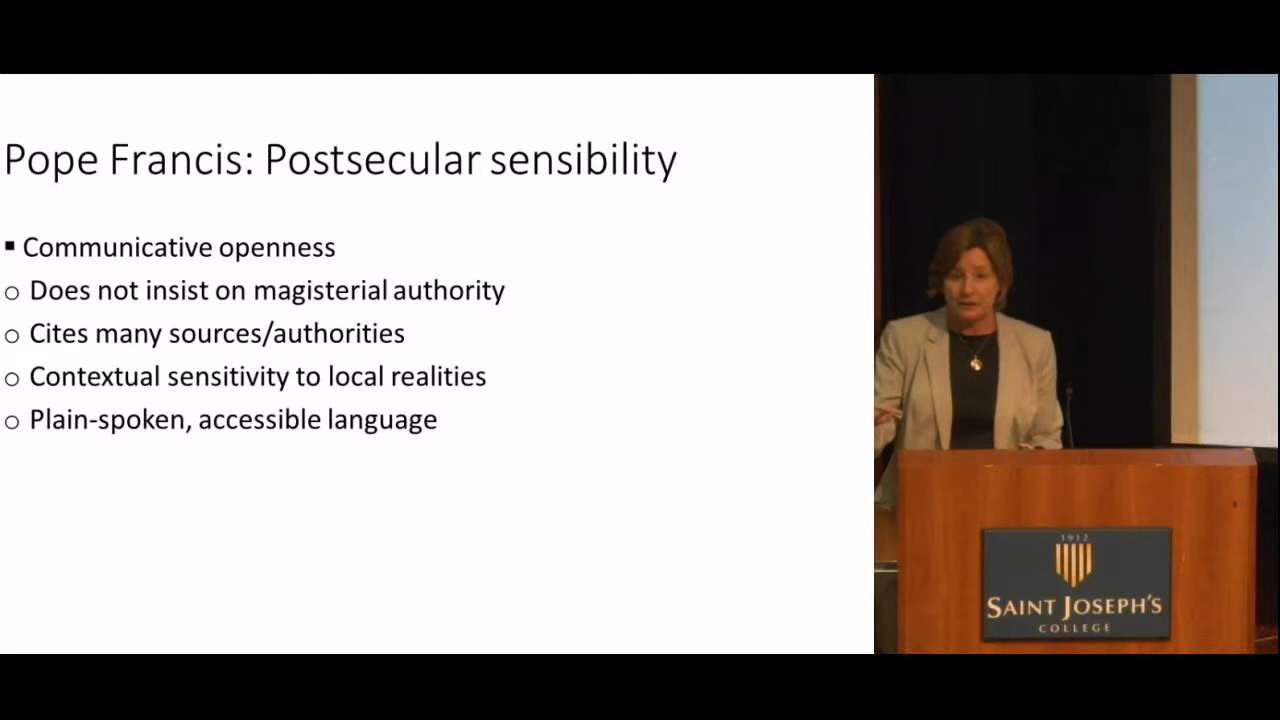 Pope Francis: Postsecular sensibility
▪ Communicative openness
o Does not insist on magisterial authority
o Cites many sources/authorities
o Contextual sensitivity to local realities
o Plain-spoken, accessible language
1912
SAINT JOSEPH'S
COLLEGE